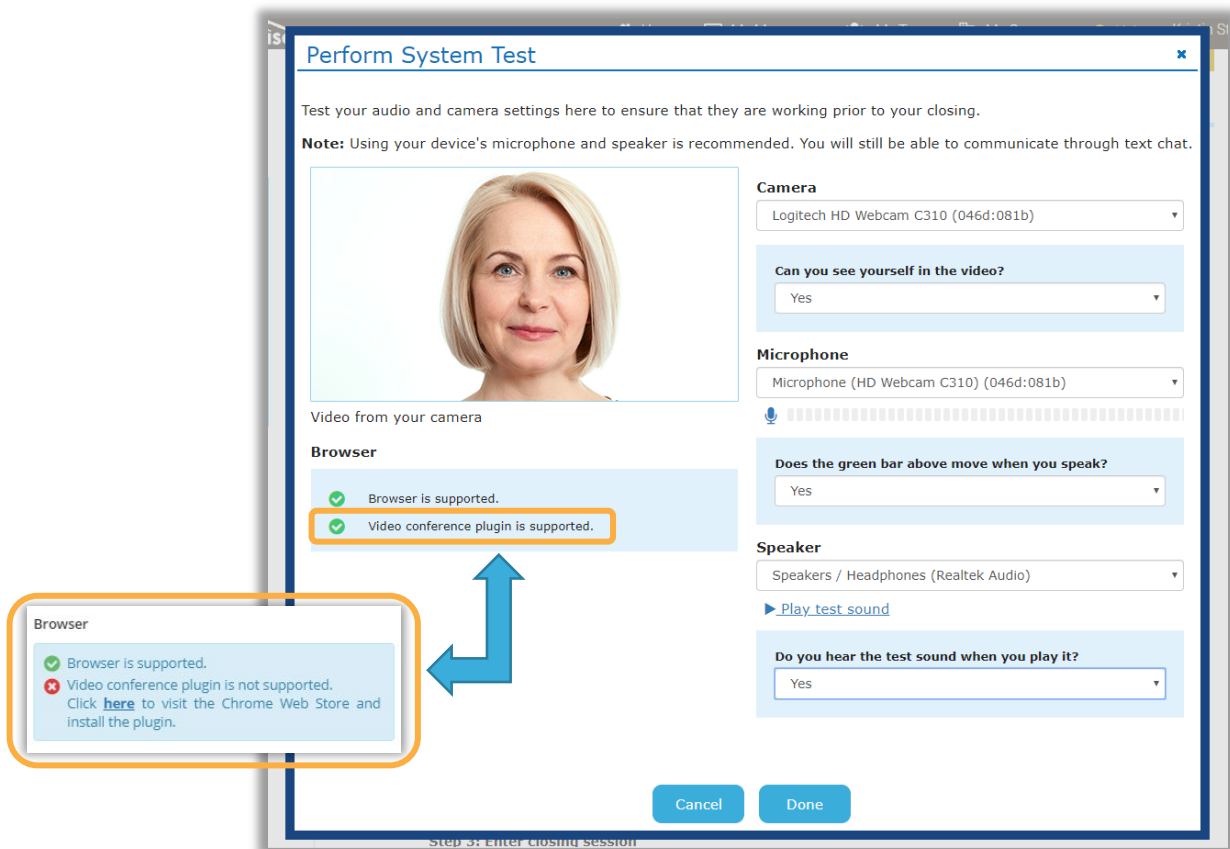 Perform System Test
×
Test your audio and camera settings here to ensure that they are working prior to your closing.
Note: Using your device's microphone and speaker is recommended. You will still be able to communicate through text chat.
Video from your camera
Browser
Browser is supported.
Video conference plugin is supported.
Camera
Logitech HD Webcam C310 (046d:081b)
Can you see yourself in the video?
Yes
Microphone
Microphone (HD Webcam C310) (046d:081b)
Does the green bar above move when you speak?
Yes
Speaker
Speakers / Headphones (Realtek Audio)
Play test sound
Do you hear the test sound when you play it?
Yes
Browser
Browser is supported.
Video conference plugin is not supported.
Click here to visit the Chrome Web Store and
install the plugin.
Cancel
Done
Step 3: Enter closing session